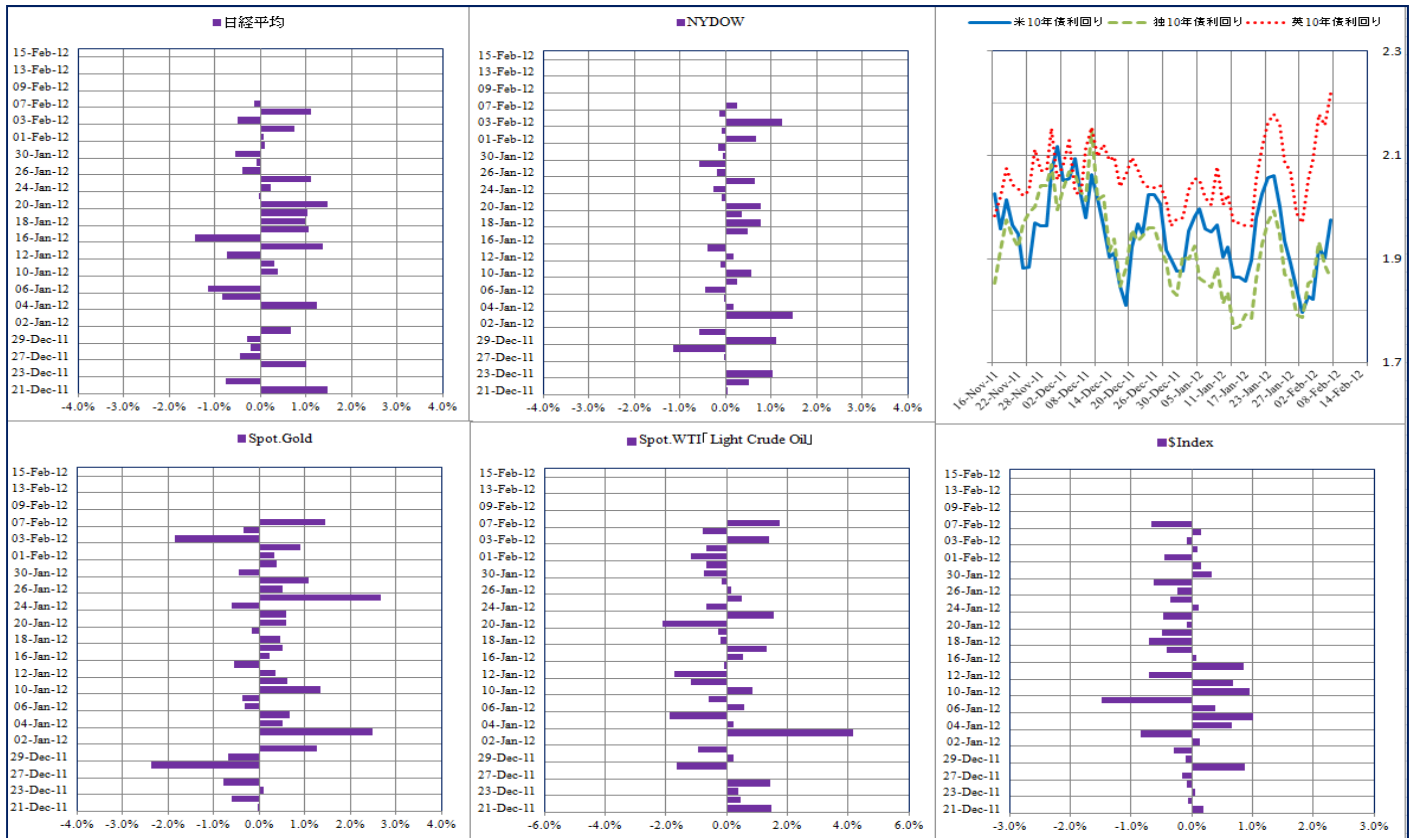 日経平均
15-Feb-12
13-Feb-12
09-Feb-12
07-Feb-12
03-Feb-12
01-Feb-12
30-Jan-12
26-Jan-12
24-Jan-12
20-Jan-12
18-Jan-12
16-Jan-12
12-Jan-12
10-Jan-12
06-Jan-12
04-Jan-12
02-Jan-12
29-Dec-11
27-Dec-11
23-Dec-11
21-Dec-11
-4.0% -3.0% -2.0% -1.0% 0.0% 1.0% 2.0% 3.0% 4.0%
NYDOW
15-Feb-12
13-Feb-12
09-Feb-12
07-Feb-12
03-Feb-12
01-Feb-12
30-Jan-12
26-Jan-12
24-Jan-12
20-Jan-12
18-Jan-12
16-Jan-12
12-Jan-12
10-Jan-12
06-Jan-12
04-Jan-12
02-Jan-12
29-Dec-11
27-Dec-11
23-Dec-11
21-Dec-11
-4.0% -3.0% -2.0% -1.0% 0.0% 1.0% 2.0% 3.0% 4.0%
米10年債利回り 独10年債利回り 英10年債利回り
2.3
2.1
1.9
1.7
16-Nov-11
22-Nov-11
28-Nov-11
02-Dec-11
08-Dec-11
14-Dec-11
20-Dec-11
26-Dec-11
30-Dec-11
05-Jan-12
11-Jan-12
17-Jan-12
23-Jan-12
27-Jan-12
02-Feb-12
08-Feb-12
14-Feb-12
Spot.Gold
15-Feb-12
13-Feb-12
09-Feb-12
07-Feb-12
03-Feb-12
01-Feb-12
30-Jan-12
26-Jan-12
24-Jan-12
20-Jan-12
18-Jan-12
16-Jan-12
12-Jan-12
10-Jan-12
06-Jan-12
04-Jan-12
02-Jan-12
29-Dec-11
27-Dec-11
23-Dec-11
21-Dec-11
-4.0% -3.0% -2.0% -1.0% 0.0% 1.0% 2.0% 3.0% 4.0%
Spot.WTI｢Light Crude Oil｣
15-Feb-12
13-Feb-12
09-Feb-12
07-Feb-12
03-Feb-12
01-Feb-12
30-Jan-12
26-Jan-12
24-Jan-12
20-Jan-12
18-Jan-12
16-Jan-12
12-Jan-12
10-Jan-12
06-Jan-12
04-Jan-12
02-Jan-12
29-Dec-11
27-Dec-11
23-Dec-11
21-Dec-11
-6.0% -4.0% -2.0% 0.0% 2.0% 4.0% 6.0%
$Index
15-Feb-12
13-Feb-12
09-Feb-12
07-Feb-12
03-Feb-12
01-Feb-12
30-Jan-12
26-Jan-12
24-Jan-12
20-Jan-12
18-Jan-12
16-Jan-12
12-Jan-12
10-Jan-12
06-Jan-12
04-Jan-12
02-Jan-12
29-Dec-11
27-Dec-11
23-Dec-11
21-Dec-11
-3.0% -2.0% -1.0% 0.0% 1.0% 2.0% 3.0%